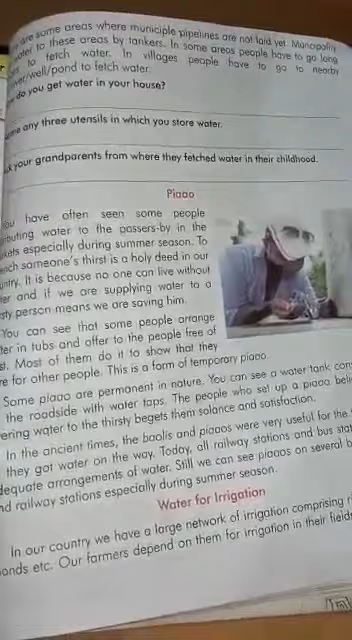 are some areas where municiple pipelines are not laid yet. Municipality
water to these areas by tankers. In some areas people have to go long
to fetch water. In villages people have to go to nearby
river/well/pond to fetch water.
do you get water in your house?
any three utensils in which you store water.
your grandparents from where they fetched water in their childhood.
Piaao
You have often seen some people
water to the passers-by in the
especially during summer season. To
quench someone's thirst is a holy deed in our
country. It is because no one can live without
water and if we are supplying water to a
thirsty person means we are saving him.
You can see that some people arrange
water in tubs and offer to the people free of
Most of them do it to show that they
for other people. This is a form of temporary piaao.
Some piaao are permanent in nature. You can see a water tank
the roadside with water taps. The people who set up a piaao
water to the thirsty begets them solance and satisfaction.
In the ancient times, the baolis and piaaos were very useful for the
they got water on the way. Today, all railway stations and bus
adequate arrangements of water. Still we can see piaaos on several
and railway stations especially during summer season.
Water for Irrigation
In our country we have a large network of irrigation comprising
ponds etc. Our farmers depend on them for irrigation in their